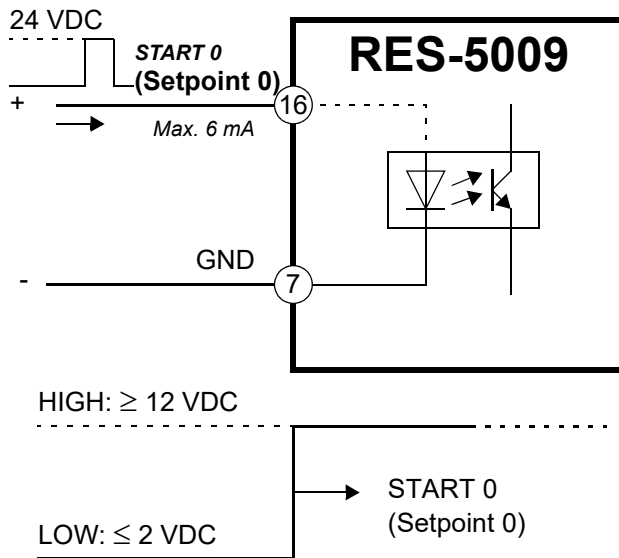 24 VDC
START 0
(Setpoint 0)
RES-5009
+
16
Max. 6 mA
GND
-
7
HIGH: ≥ 12 VDC
START 0
(Setpoint 0)
LOW: ≤ 2 VDC